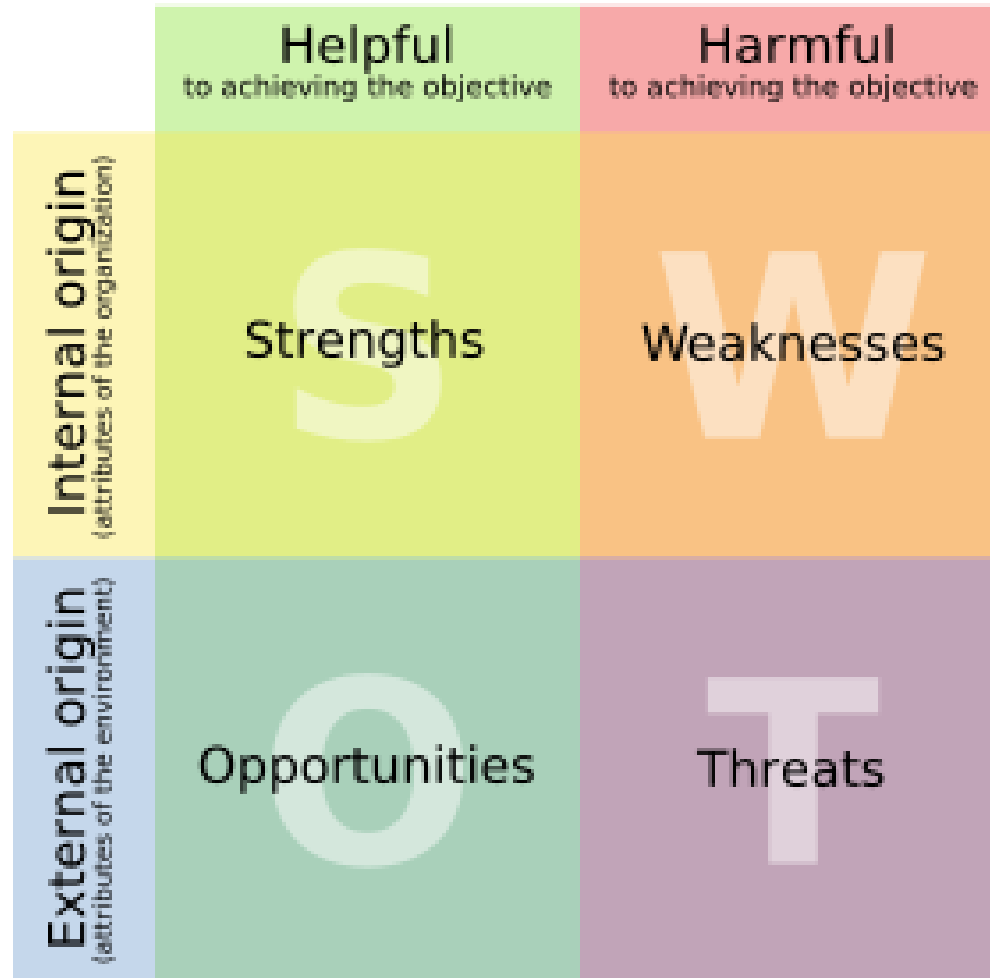 Helpful
to achieving the objective
Harmful
to achieving the objective
Internal origin
(attributes of the organization)
S
Strengths
W
Weaknesses
External origin
(attributes of the environment)
O
Opportunities
T
Threats